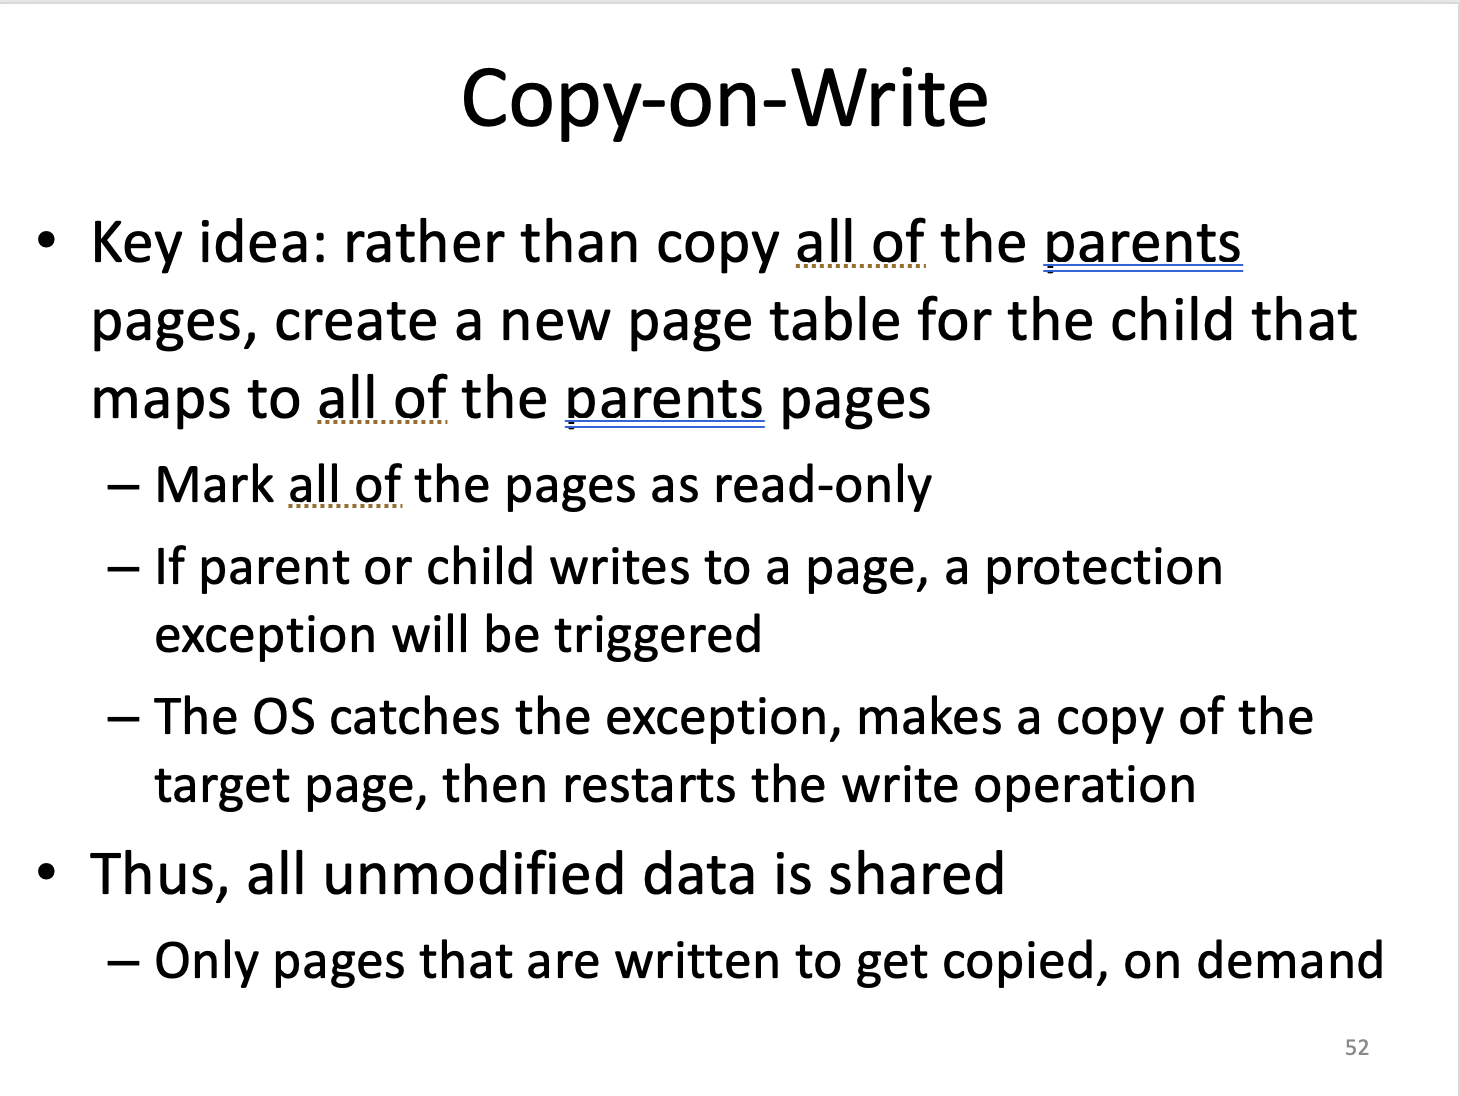 Copy-on-Write
• Key idea: rather than copy all of the parents
pages, create a new page table for the child that
maps to all of the parents pages
– Mark all of the pages as read-only
– If parent or child writes to a page, a protection
exception will be triggered
– The OS catches the exception, makes a copy of the
target page, then restarts the write operation
• Thus, all unmodified data is shared
– Only pages that are written to get copied, on demand
52